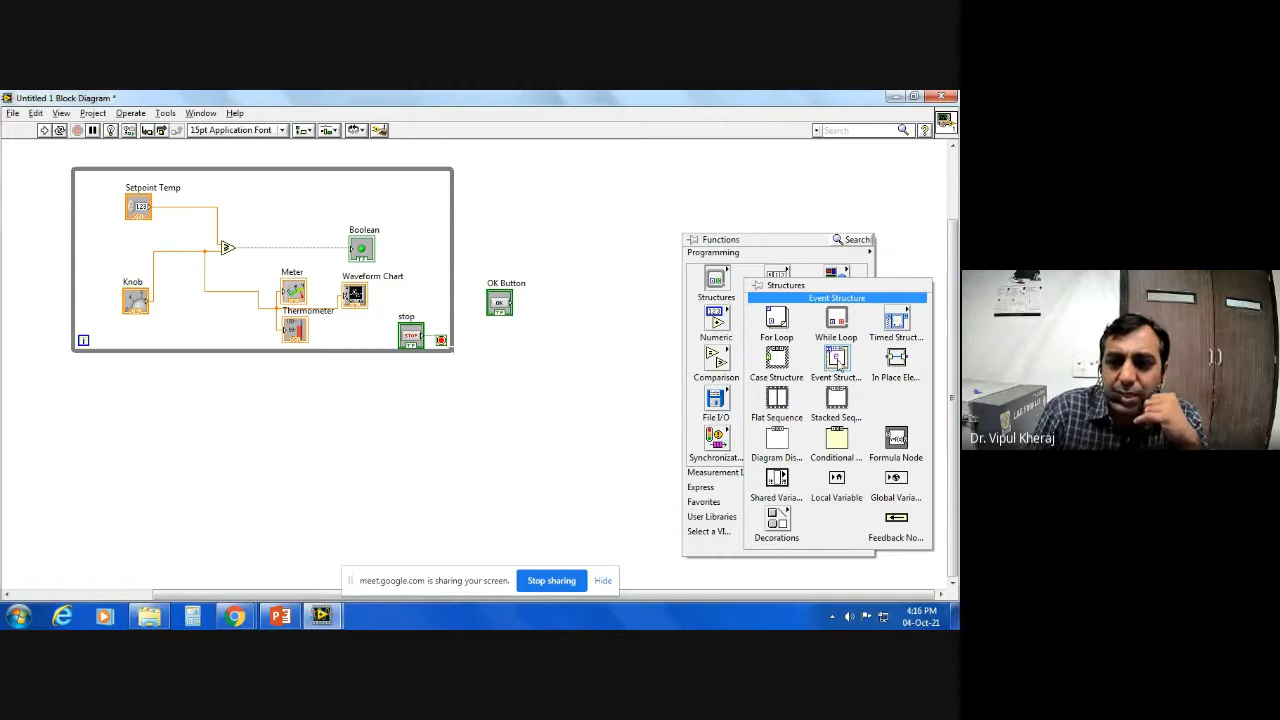 Untitled 1 Block Diagram *
File Edit View Project Operate Tools Window Help
15pt Application Font
Search
Setpoint Temp
123
Boolean
Knob
Meter
Waveform Chart
Thermometer
stop
STOP
i
OK Button
OK
Functions
Search
Programming
Structures
Numeric
Comparison
File I/O
Synchronizat...
Express
Favorites
User Libraries
Select a VI...
Structures
Event Structure
For Loop While Loop Timed Struct...
Case Structure Event Struct... In Place Ele...
Flat Sequence Stacked Seq...
Diagram Dis... Conditional ... Formula Node
Shared Varia... Local Variable Global Varia...
Decorations Feedback No...
meet.google.com is sharing your screen. Stop sharing Hide
4:16 PM
04-Oct-21
Dr. Vipul Kheraj